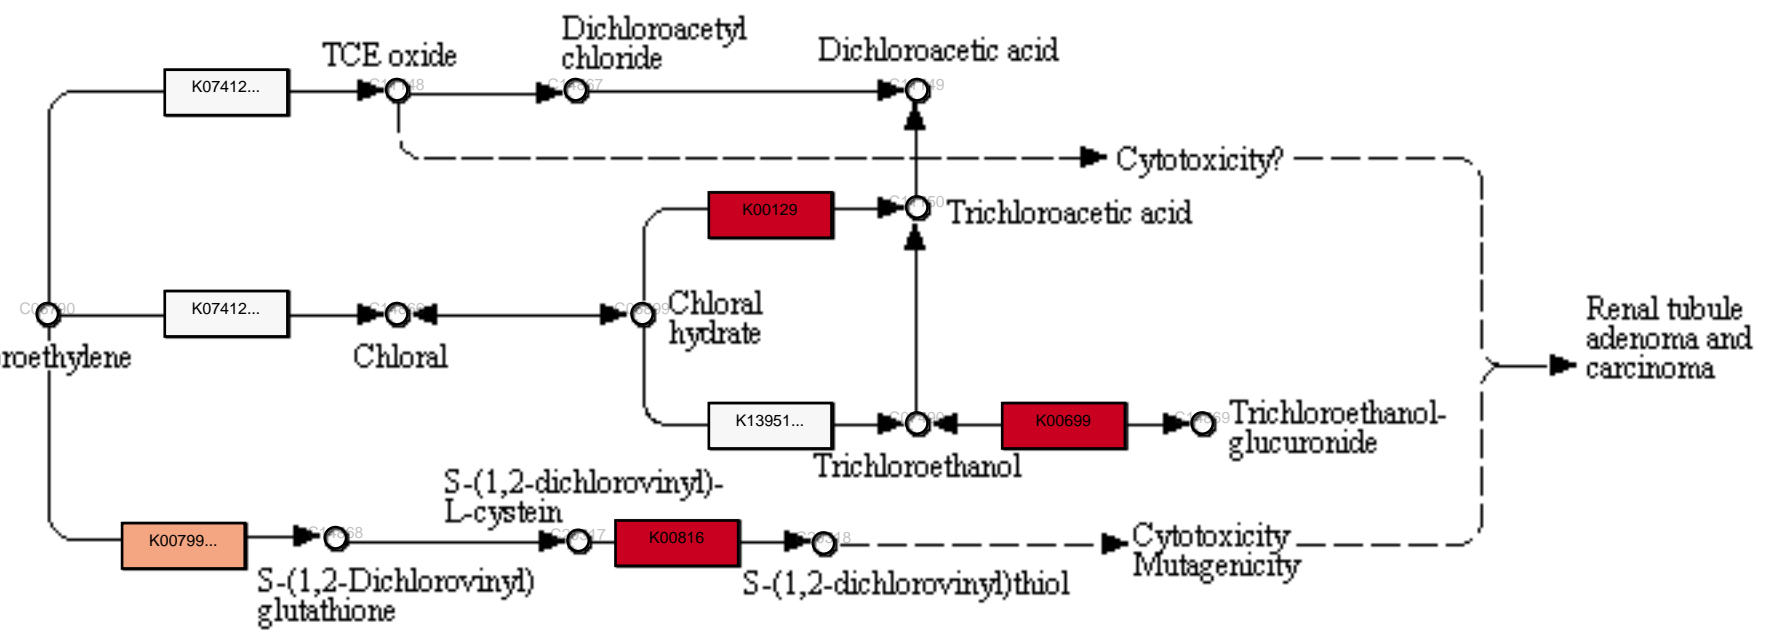 Dichloroacetyl
chloride
TCE oxide
Dichloroacetic acid
K07412...
Cytotoxicity?
K00129
Trichloroacetic acid
K07412...
Chloral
hydrate
roethylene
Chloral
Renal tubule
adenoma and
carcinoma
K13951...
K00699
Trichloroethanol-
glucuronide
Trichloroethanol
S-(1,2-dichlorovinyl)-
L-cystein
K00799...
K00816
Cytotoxicity
Mutagenicity
S-(1,2-Dichlorovinyl)
glutathione
S-(1,2-dichlorovinyl)thiol